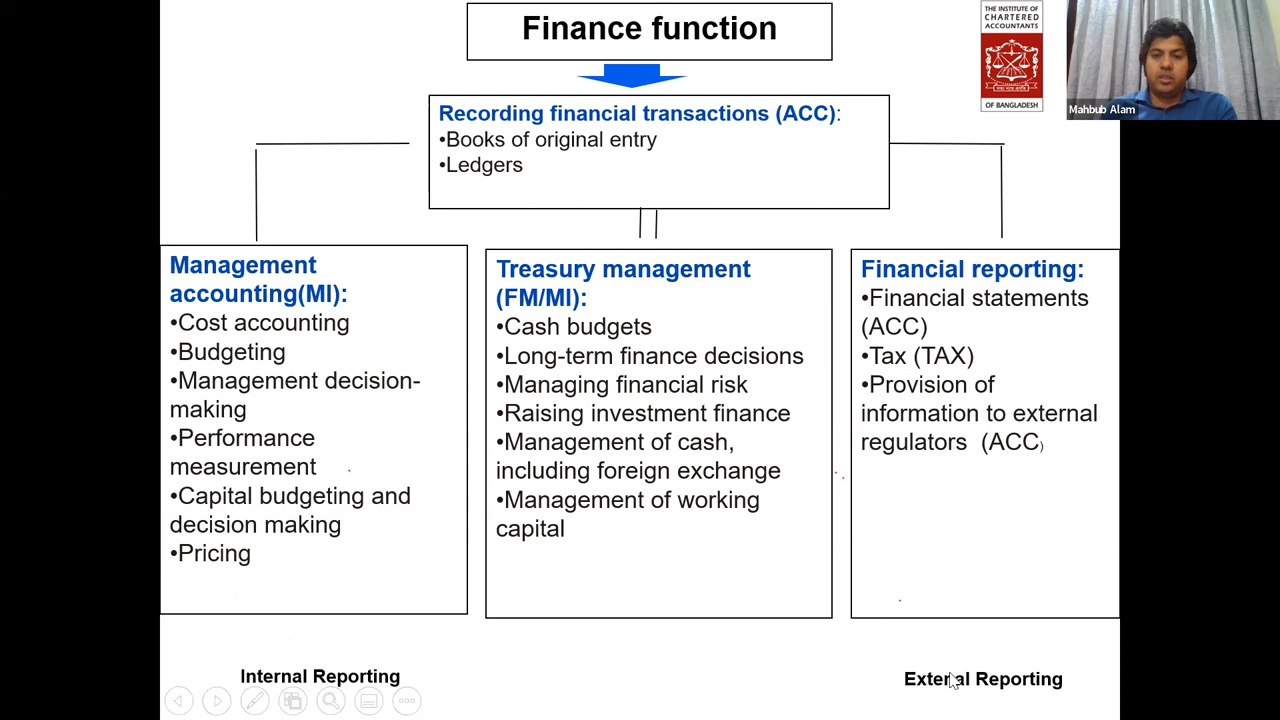 Finance function
THE INSTITUTE OF
CHARTERED
ACCOUNTANTS
OF BANGLADESH
Mahbub Alam
Recording financial transactions (ACC):
•Books of original entry
•Ledgers
Management
accounting(MI):
•Cost accounting
•Budgeting
•Management decision-
making
•Performance
measurement
•Capital budgeting and
decision making
•Pricing
Treasury management
(FM/MI):
•Cash budgets
•Long-term finance decisions
•Managing financial risk
•Raising investment finance
•Management of cash,
including foreign exchange
•Management of working
capital
Financial reporting:
•Financial statements
(ACC)
•Tax (TAX)
•Provision of
information to external
regulators (ACC)
Internal Reporting
External Reporting